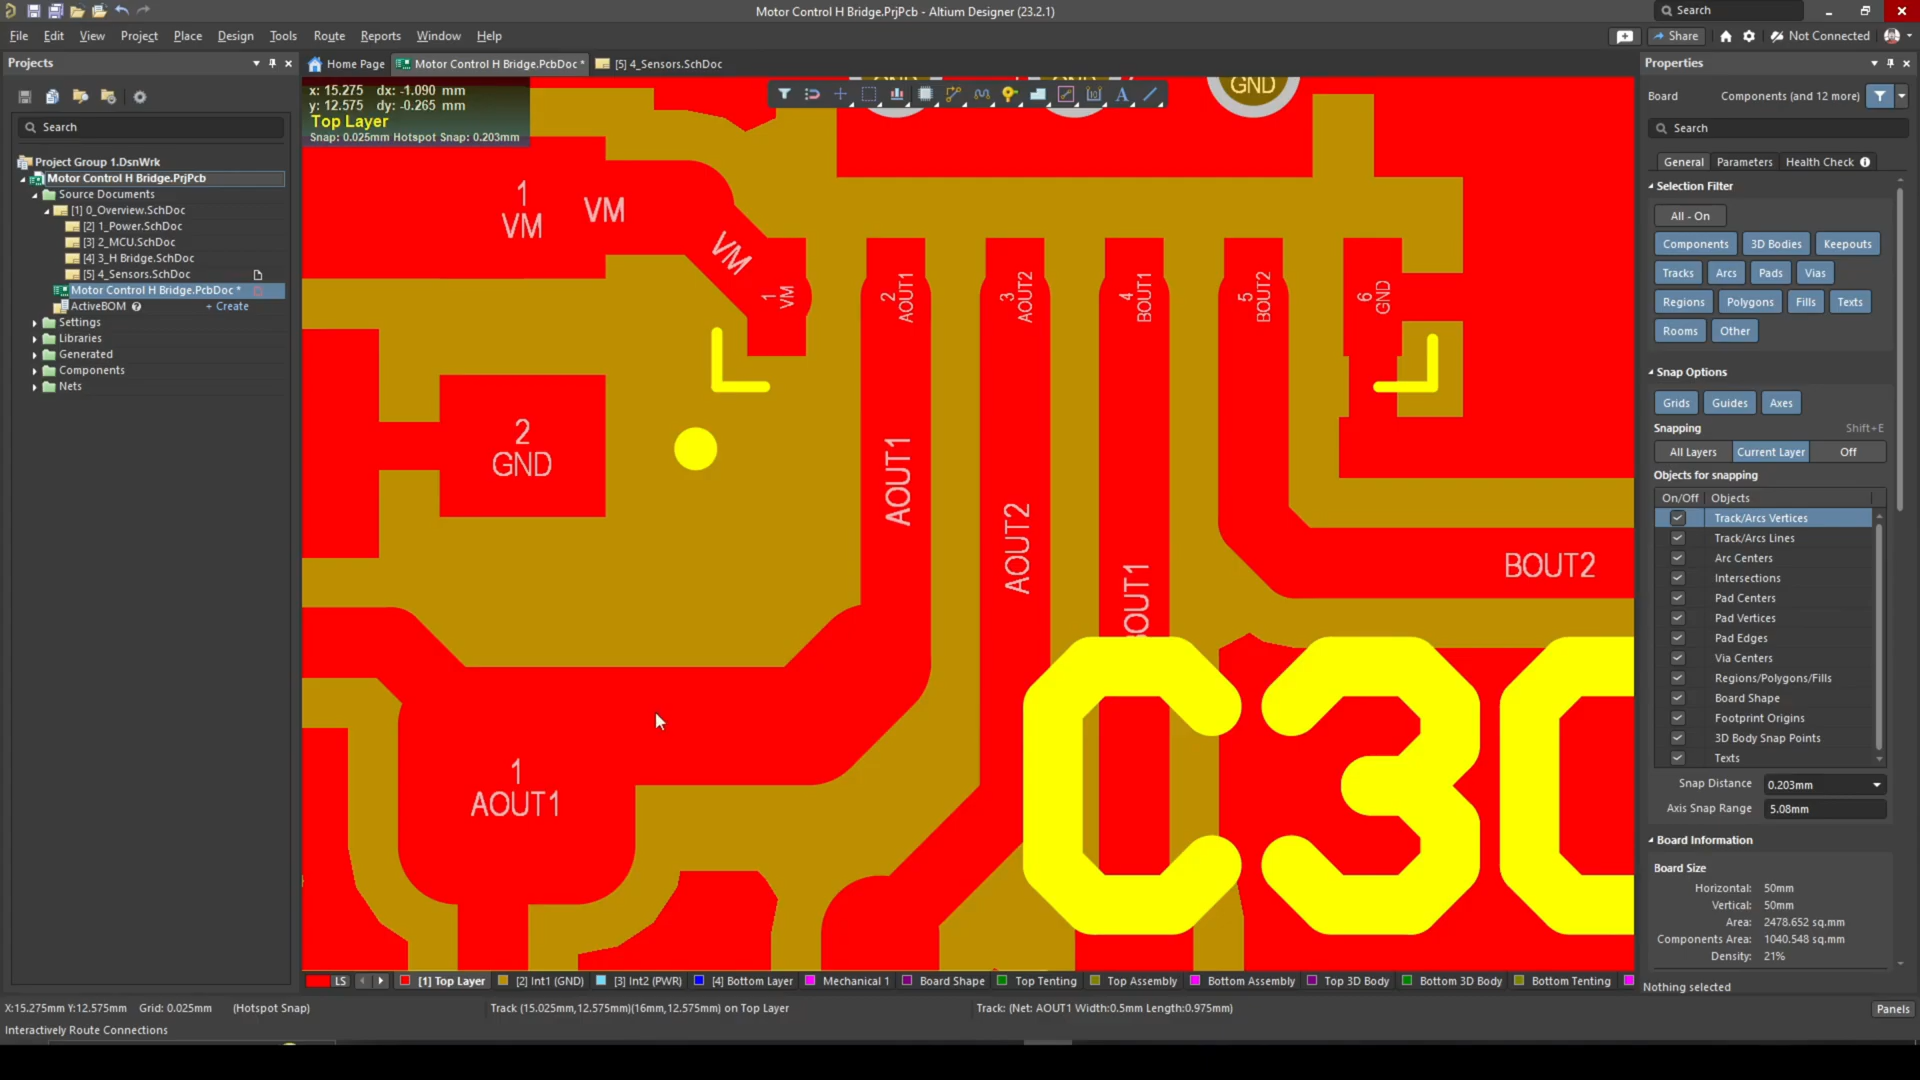 Motor Control H Bridge.PrjPcb - Altium Designer (23.2.1)
Search
File Edit View Project Place Design Tools Route Reports Window Help
Share
Not Connected
Projects
Home Page
Motor Control H Bridge.PcbDoc *
[5] 4_Sensors.SchDoc
Properties
x: 15.275 dx: -1.090 mm
y: 12.575 dy: -0.265 mm
Top Layer
Snap: 0.025mm Hotspot Snap: 0.203mm
Search
Project Group 1.DsnWrk
Motor Control H Bridge.PrjPcb
Source Documents
[1] 0_Overview.SchDoc
[2] 1_Power.SchDoc
[3] 2_MCU.SchDoc
[4] 3_H Bridge.SchDoc
[5] 4_Sensors.SchDoc
Motor Control H Bridge.PcbDoc *
ActiveBOM
+ Create
Settings
Libraries
Generated
Components
Nets
GND
1
VM
VM
VM
1
VM
2
AOUT1
3
AOUT2
4
BOUT1
5
BOUT2
6
GND
2
GND
AOUT1
AOUT2
BOUT1
BOUT2
1
AOUT1
C3
Board
Components (and 12 more)
Search
General Parameters Health Check
Selection Filter
All - On
Components 3D Bodies Keepouts
Tracks Arcs Pads Vias
Regions Polygons Fills Texts
Rooms Other
Snap Options
Grids Guides Axes
Snapping Shift+E
All Layers Current Layer Off
Objects for snapping
On/Off Objects
Track/Arcs Vertices
Track/Arcs Lines
Arc Centers
Intersections
Pad Centers
Pad Vertices
Pad Edges
Via Centers
Regions/Polygons/Fills
Board Shape
Footprint Origins
3D Body Snap Points
Texts
Snap Distance 0.203mm
Axis Snap Range 5.08mm
Board Information
Board Size
Horizontal: 50mm
Vertical: 50mm
Area: 2478.652 sq.mm
Components Area: 1040.548 sq.mm
Density: 21%
Nothing selected
LS [1] Top Layer [2] Int1 (GND) [3] Int2 (PWR) [4] Bottom Layer Mechanical 1 Board Shape Top Tenting Top Assembly Bottom Assembly Top 3D Body Bottom 3D Body Bottom Tenting
X:15.275mm Y:12.575mm Grid: 0.025mm (Hotspot Snap) Track (15.025mm,12.575mm)(16mm,12.575mm) on Top Layer Track: (Net: AOUT1 Width:0.5mm Length:0.975mm) Panels
Interactively Route Connections